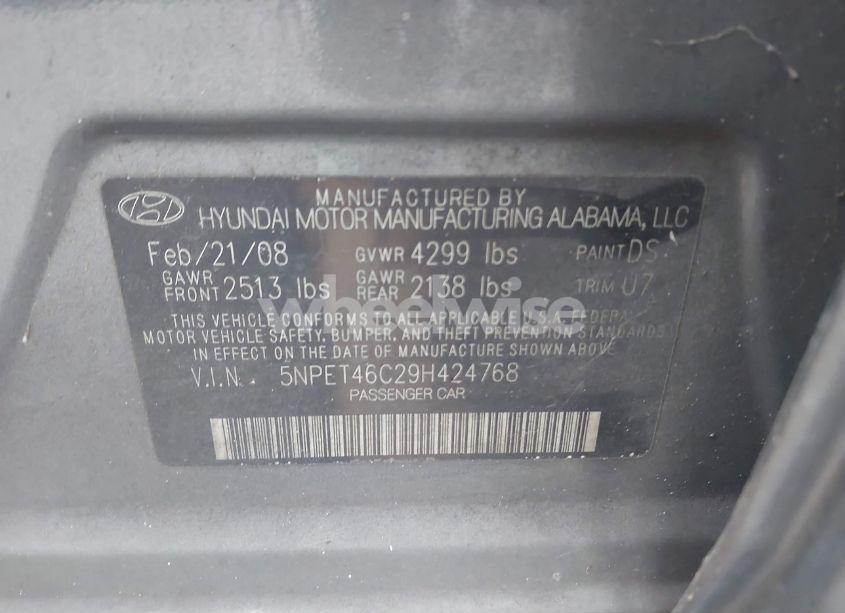 MANUFACTURED BY
HYUNDAI MOTOR MANUFACTURING ALABAMA, LLC
Feb/21/08 GVWR 4299 lbs PAINT DS
GAWR FRONT 2513 lbs GAWR REAR 2138 lbs TRIM U7
wheelwise
THIS VEHICLE CONFORMS TO ALL APPLICABLE U.S.A. FEDERAL
MOTOR VEHICLE SAFETY, BUMPER, AND THEFT PREVENTION STANDARDS
IN EFFECT ON THE DATE OF MANUFACTURE SHOWN ABOVE.
V.I.N. 5NPET46C29H424768
PASSENGER CAR